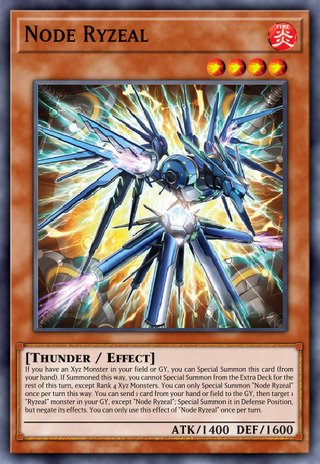 Node Ryzeal
FIRE
炎
[Thunder / Effect]
If you have an Xyz Monster in your field or GY, you can Special Summon this card (from
your hand). If Summoned this way, you cannot Special Summon from the Extra Deck for the
rest of this turn, except Rank 4 Xyz Monsters. You can only Special Summon "Node Ryzeal"
once per turn this way. You can send 1 card from your hand or field to the GY, then target 1
"Ryzeal" monster in your GY, except "Node Ryzeal"; Special Summon it in Defense Position,
but negate its effects. You can only use this effect of "Node Ryzeal" once per turn.
ATK/1400 DEF/1600